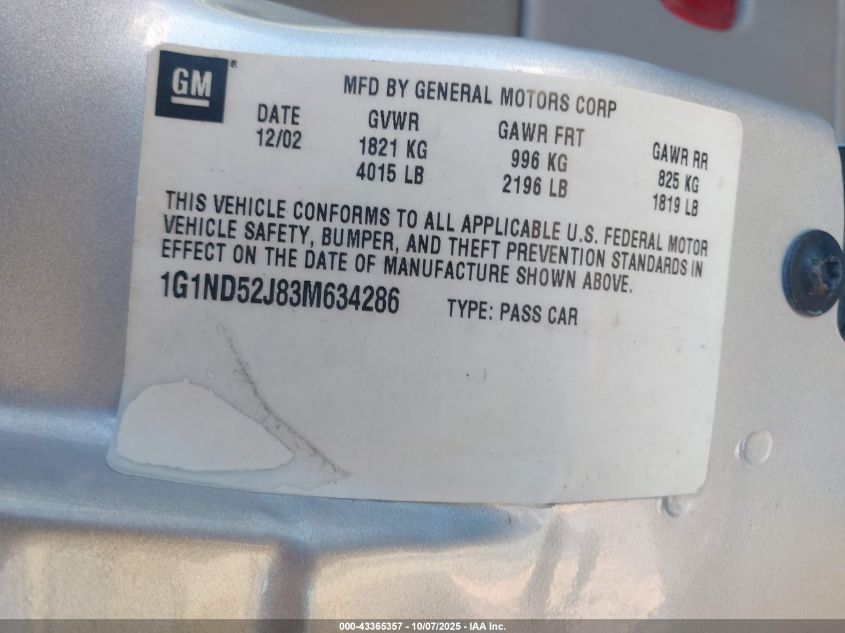 GM
MFD BY GENERAL MOTORS CORP
DATE GVWR GAWR FRT GAWR RR
12/02 1821 KG 996 KG 825 KG
4015 LB 2196 LB 1819 LB
THIS VEHICLE CONFORMS TO ALL APPLICABLE U.S. FEDERAL MOTOR
VEHICLE SAFETY, BUMPER, AND THEFT PREVENTION STANDARDS IN
EFFECT ON THE DATE OF MANUFACTURE SHOWN ABOVE.
1G1ND52J83M634286 TYPE: PASS CAR
000-43365357 - 10/07/2025 - IAA Inc.